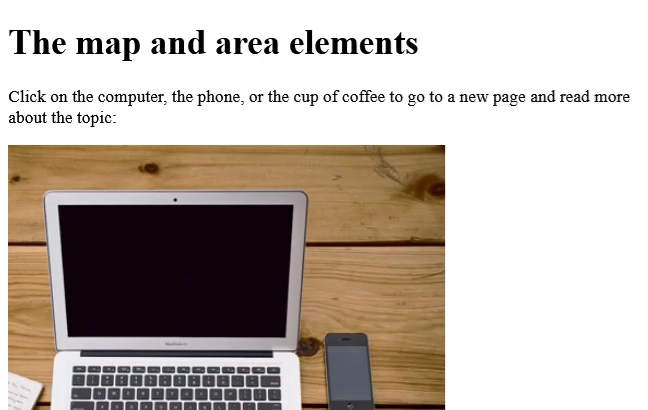 The map and area elements
Click on the computer, the phone, or the cup of coffee to go to a new page and read more
about the topic: